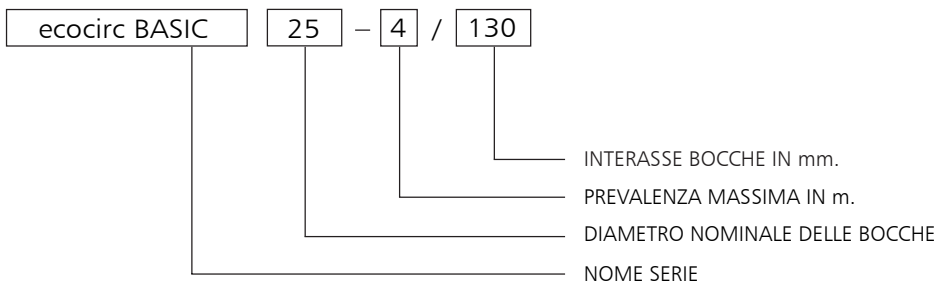 ecocirc BASIC 25 – 4 / 130
INTERASSE BOCCHE IN mm.
PREVALENZA MASSIMA IN m.
DIAMETRO NOMINALE DELLE BOCCHE
NOME SERIE